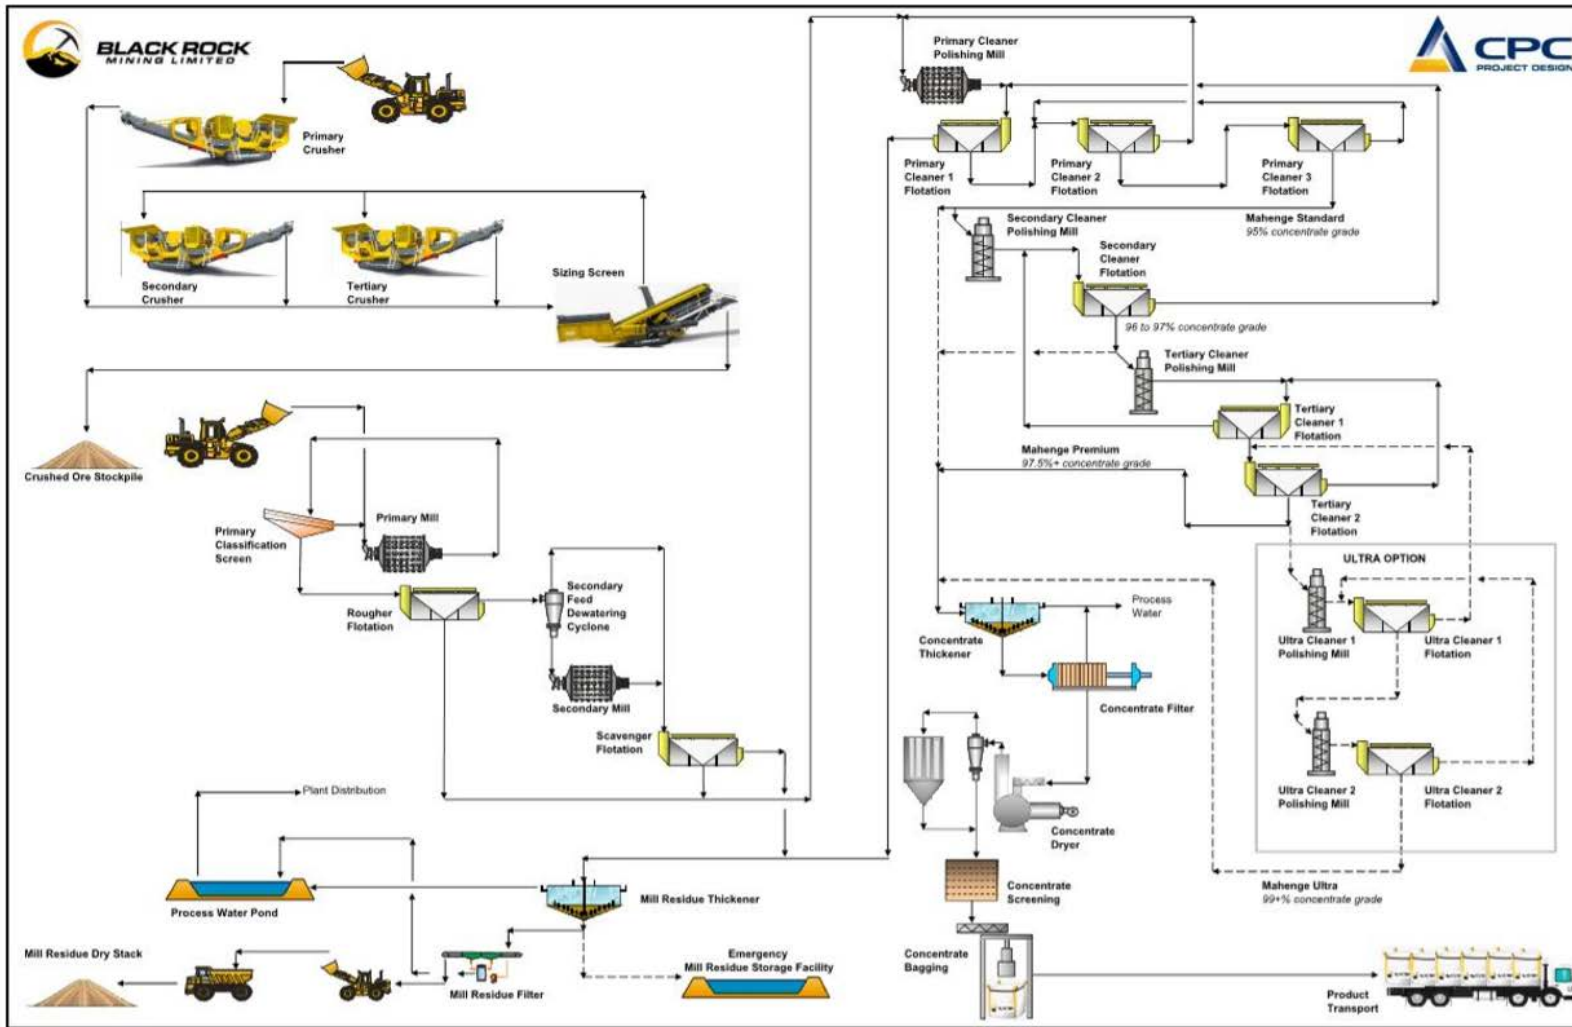 BLACK ROCK
MINING LIMITED
CPC
PROJECT DESIGN
Primary
Crusher
Secondary
Crusher
Tertiary
Crusher
Sizing Screen
Crushed Ore Stockpile
Primary
Classification
Screen
Primary Mill
Rougher
Flotation
Secondary
Feed
Dewatering
Cyclone
Secondary Mill
Scavenger
Flotation
Plant Distribution
Process Water Pond
Mill Residue Thickener
Mill Residue Dry Stack
Mill Residue Filter
Emergency
Mill Residue Storage Facility
Primary Cleaner
Polishing Mill
Primary
Cleaner 1
Flotation
Primary
Cleaner 2
Flotation
Primary
Cleaner 3
Flotation
Mahenge Standard
95% concentrate grade
Secondary Cleaner
Polishing Mill
Secondary
Cleaner
Flotation
96 to 97% concentrate grade
Tertiary Cleaner
Polishing Mill
Tertiary
Cleaner 1
Flotation
Mahenge Premium
97.5%+ concentrate grade
Tertiary
Cleaner 2
Flotation
ULTRA OPTION
Ultra Cleaner 1
Polishing Mill
Ultra Cleaner 1
Flotation
Ultra Cleaner 2
Polishing Mill
Ultra Cleaner 2
Flotation
Mahenge Ultra
99+% concentrate grade
Process
Water
Concentrate
Thickener
Concentrate Filter
Concentrate
Dryer
Concentrate
Screening
Concentrate
Bagging
Product
Transport